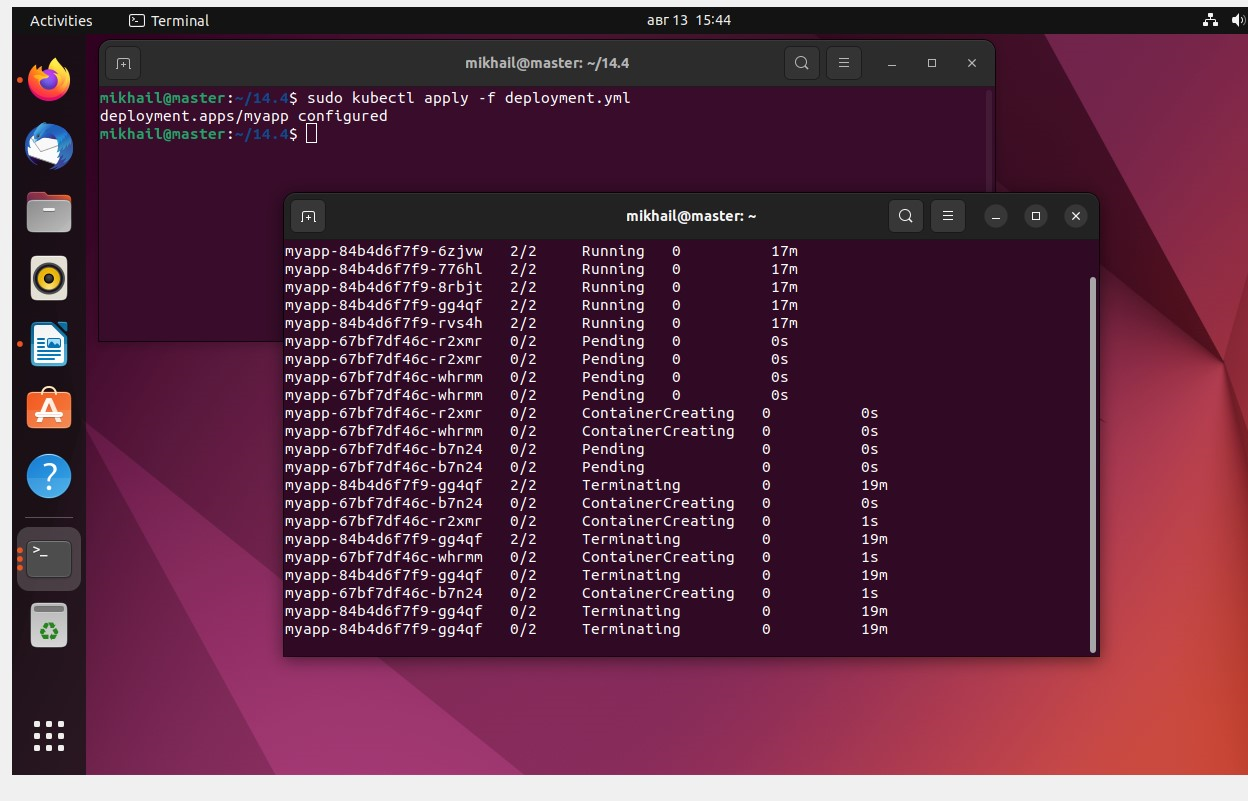 Activities
Terminal
авг 13 15:44
mikhail@master: ~/14.4
mikhail@master:~/14.4$ sudo kubectl apply -f deployment.yml
deployment.apps/myapp configured
mikhail@master:~/14.4$
mikhail@master: ~
myapp-84b4d6f7f9-6zjvw 2/2 Running 0 17m
myapp-84b4d6f7f9-776hl 2/2 Running 0 17m
myapp-84b4d6f7f9-8rbjt 2/2 Running 0 17m
myapp-84b4d6f7f9-gg4qf 2/2 Running 0 17m
myapp-84b4d6f7f9-rvs4h 2/2 Running 0 17m
myapp-67bf7df46c-r2xmr 0/2 Pending 0 0s
myapp-67bf7df46c-r2xmr 0/2 Pending 0 0s
myapp-67bf7df46c-whrmm 0/2 Pending 0 0s
myapp-67bf7df46c-whrmm 0/2 Pending 0 0s
myapp-67bf7df46c-r2xmr 0/2 ContainerCreating 0 0s
myapp-67bf7df46c-whrmm 0/2 ContainerCreating 0 0s
myapp-67bf7df46c-b7n24 0/2 Pending 0 0s
myapp-67bf7df46c-b7n24 0/2 Pending 0 0s
myapp-84b4d6f7f9-gg4qf 2/2 Terminating 0 19m
myapp-67bf7df46c-b7n24 0/2 ContainerCreating 0 0s
myapp-67bf7df46c-r2xmr 0/2 ContainerCreating 0 1s
myapp-84b4d6f7f9-gg4qf 2/2 Terminating 0 19m
myapp-67bf7df46c-whrmm 0/2 ContainerCreating 0 1s
myapp-84b4d6f7f9-gg4qf 0/2 Terminating 0 19m
myapp-67bf7df46c-b7n24 0/2 ContainerCreating 0 1s
myapp-84b4d6f7f9-gg4qf 0/2 Terminating 0 19m
myapp-84b4d6f7f9-gg4qf 0/2 Terminating 0 19m